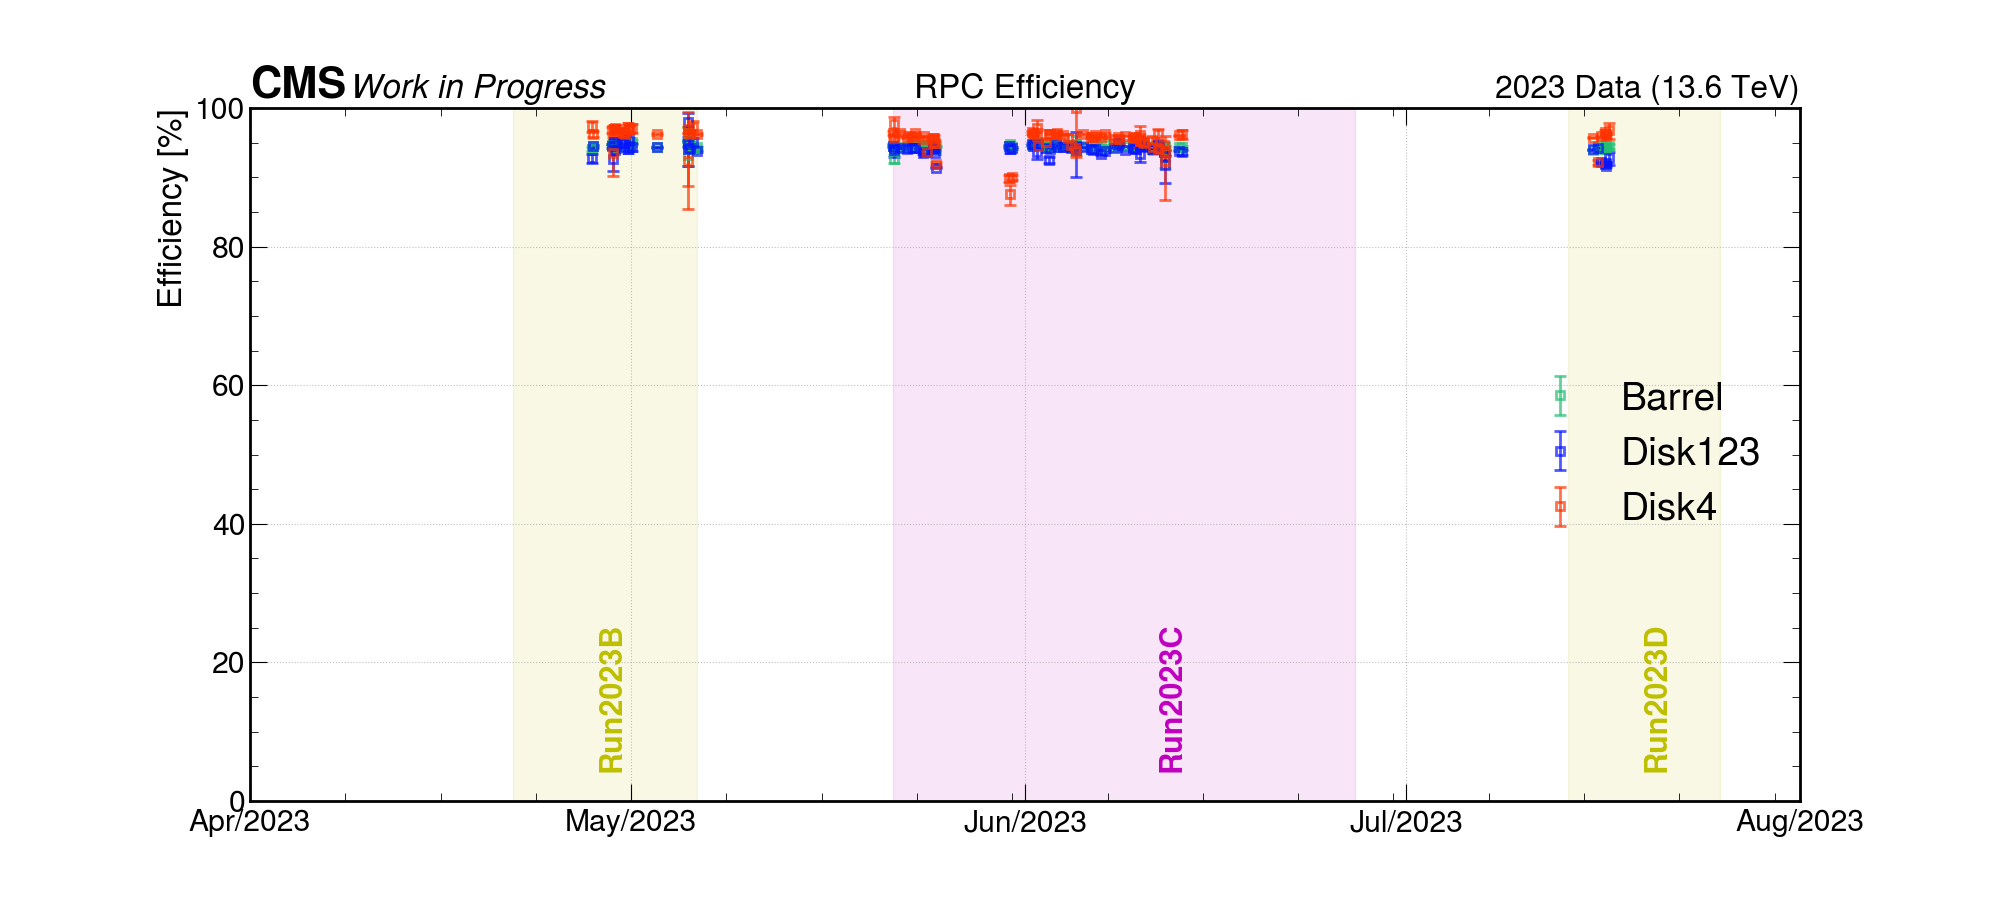 CMS Work in Progress RPC Efficiency 2023 Data (13.6 TeV)
Efficiency [%]
100
80
60
40
20
0
Barrel
Disk123
Disk4
Run2023B
Run2023C
Run2023D
Apr/2023 May/2023 Jun/2023 Jul/2023 Aug/2023